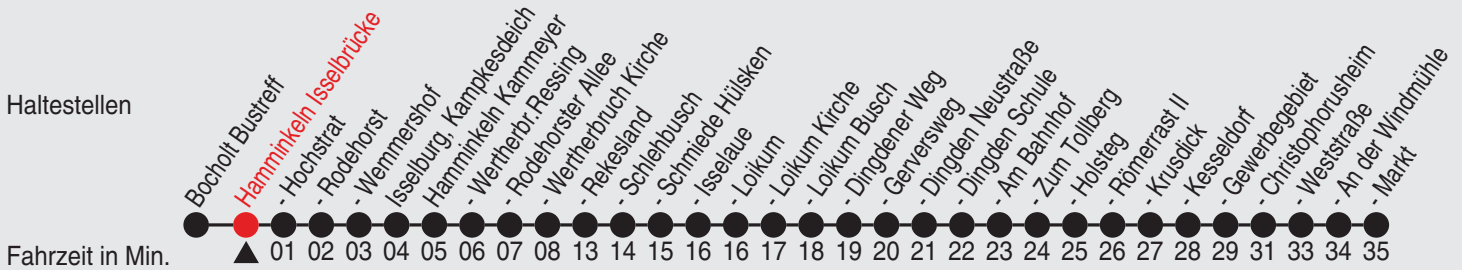 Haltestellen
Bocholt Bustreff
Hamminkeln Isselbrücke
- Hochstrat
- Rodehorst
- Wemmershof
Isselburg, Kampkesdeich
Hamminkeln Kammeyer
- Wertherbr.Ressing
- Rodehorster Allee
- Wertherbruch Kirche
- Rekesland
- Schlehbusch
- Schmiede Hülsken
- Isselaue
- Loikum
- Loikum Kirche
- Loikum Busch
- Dingdener Weg
- Gerversweg
- Dingden Neustraße
- Dingden Schule
- Am Bahnhof
- Zum Tollberg
- Holsteg
- Römerrast II
- Krusdick
- Kesseldorf
- Gewerbegebiet
- Christophorusheim
- Weststraße
- An der Windmühle
- Markt
Fahrzeit in Min. 01 02 03 04 05 06 07 08 13 14 15 16 16 17 18 19 20 21 22 23 24 25 26 27 28 29 31 33 34 35